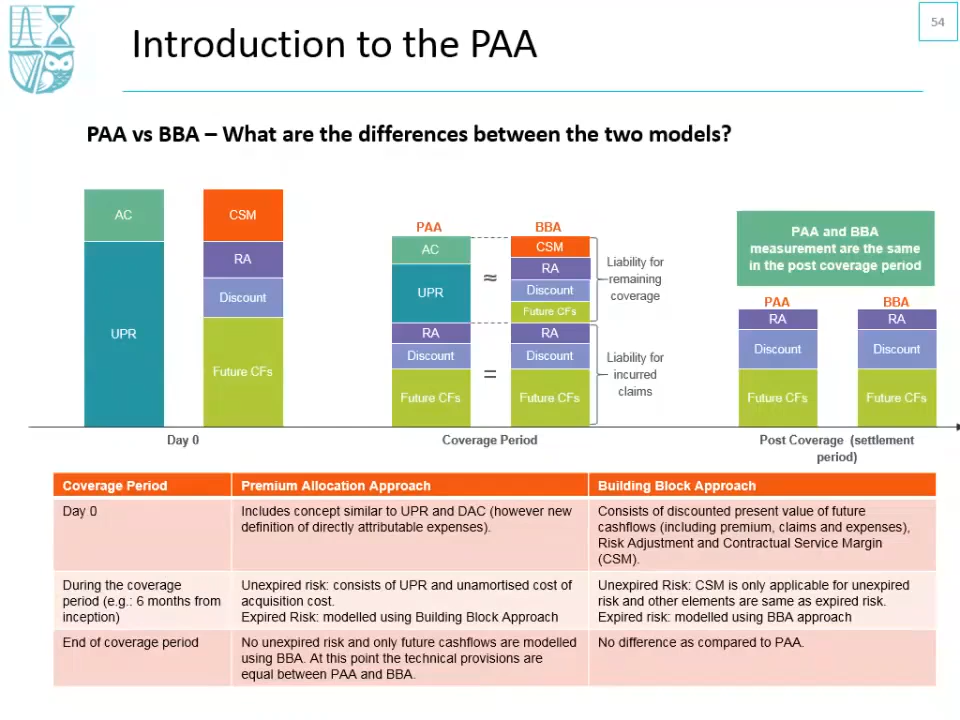 54
Introduction to the PAA
PAA vs BBA – What are the differences between the two models?
AC
UPR
CSM
RA
Discount
Future CFs
Day 0
PAA
AC
UPR
RA
Discount
Future CFs
≈
=
BBA
CSM
RA
Discount
Future CFs
RA
Discount
Future CFs
Liability for
remaining
coverage
Liability for
incurred
claims
Coverage Period
PAA and BBA
measurement are the same
in the post coverage period
PAA
RA
Discount
Future CFs
BBA
RA
Discount
Future CFs
Post Coverage (settlement
period)
Coverage Period
Premium Allocation Approach
Building Block Approach
Day 0
Includes concept similar to UPR and DAC (however new
definition of directly attributable expenses).
Consists of discounted present value of future
cashflows (including premium, claims and expenses),
Risk Adjustment and Contractual Service Margin
(CSM).
During the coverage
period (e.g.: 6 months from
inception)
Unexpired risk: consists of UPR and unamortised cost of
acquisition cost.
Expired Risk: modelled using Building Block Approach
Unexpired Risk: CSM is only applicable for unexpired
risk and other elements are same as expired risk.
Expired risk: modelled using BBA approach
End of coverage period
No unexpired risk and only future cashflows are modelled
using BBA. At this point the technical provisions are
equal between PAA and BBA.
No difference as compared to PAA.